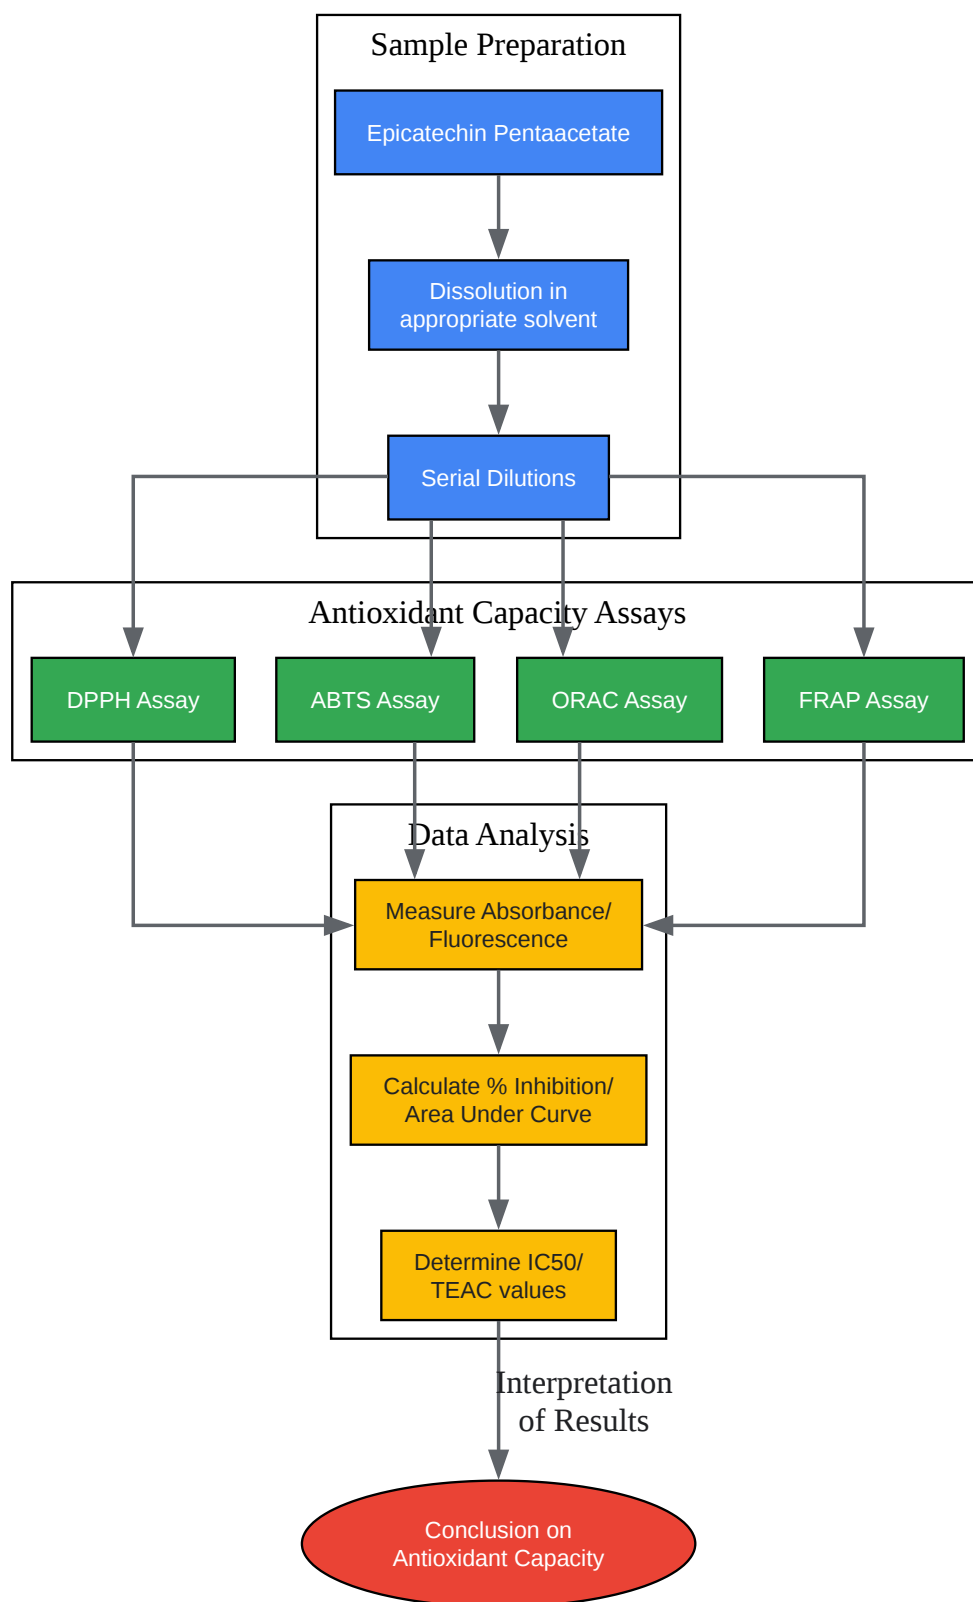 Sample Preparation
Epicatechin Pentaacetate
Dissolution in
appropriate solvent
Serial Dilutions
Antioxidant Capacity Assays
DPPH Assay
ABTS Assay
ORAC Assay
FRAP Assay
Data Analysis
Measure Absorbance/
Fluorescence
Calculate % Inhibition/
Area Under Curve
Determine IC50/
TEAC values
Interpretation
of Results
Conclusion on
Antioxidant Capacity